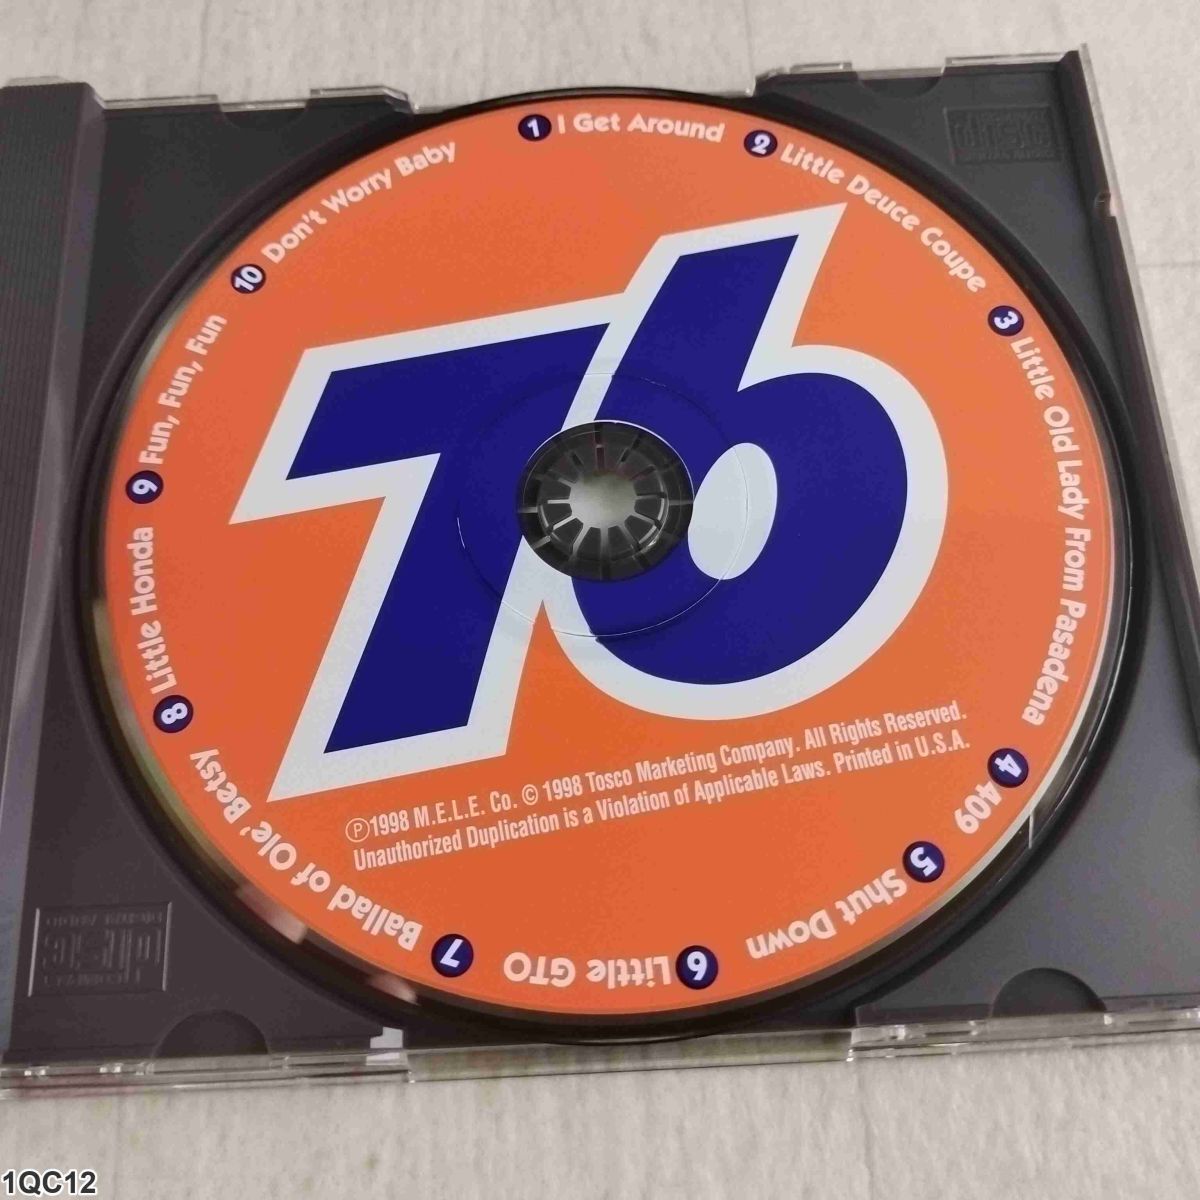 1 I Get Around
2 Little Deuce Coupe
3 Little Old Lady From Pasadena
4 409
5 Shut Down
6 Little GTO
7 Ballad of Ole' Betsy
8 Little Honda
9 Fun, Fun, Fun
10 Don't Worry Baby
76
Ⓟ1998 M.E.L.E. Co. © 1998 Tosco Marketing Company. All Rights Reserved.
Unauthorized Duplication is a Violation of Applicable Laws. Printed in U.S.A.
1QC12